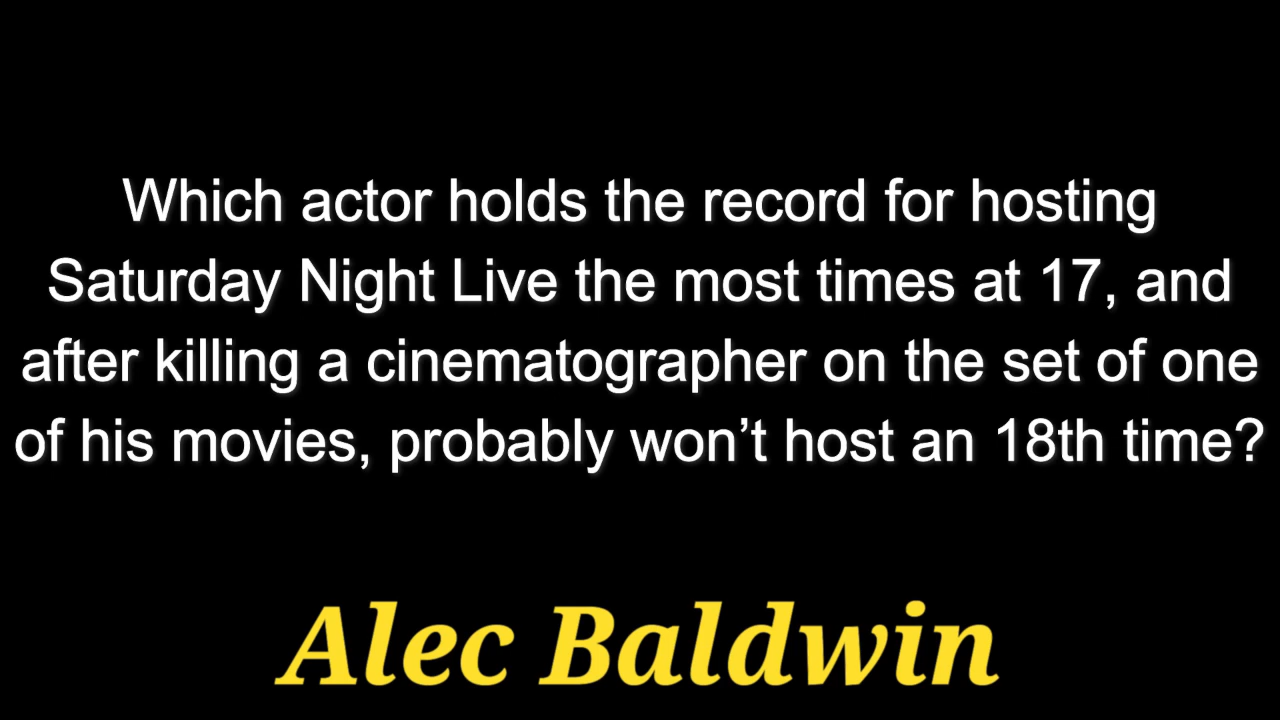 Which actor holds the record for hosting
Saturday Night Live the most times at 17, and
after killing a cinematographer on the set of one
of his movies, probably won’t host an 18th time?
Alec Baldwin